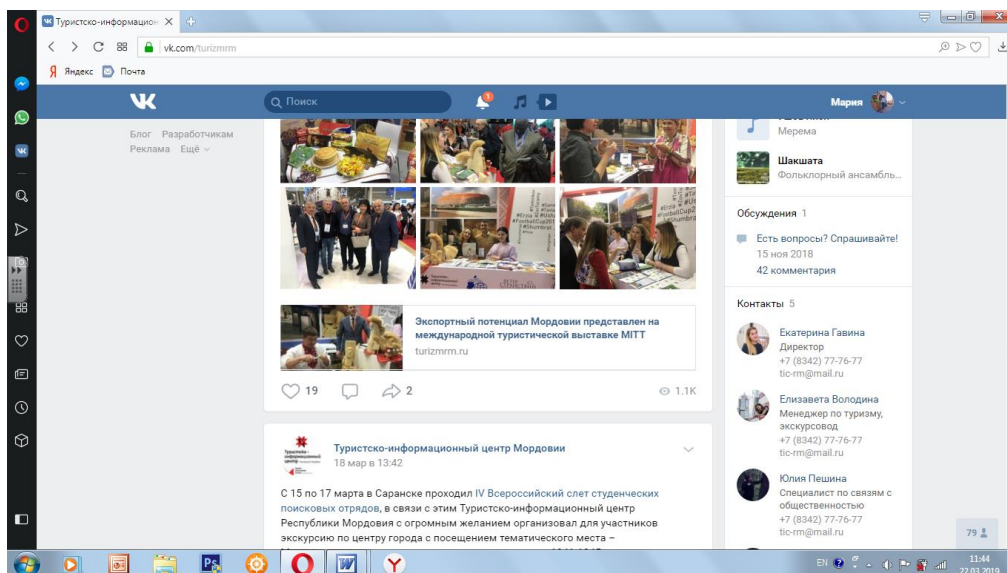 Туристско-информацион
vk.com/turizmrm
Яндекс
Почта
Поиск
1
Мария
Блог Разработчикам
Реклама Ещё
Мерема
Шакшата
Фольклорный ансамбль...
Обсуждения 1
Есть вопросы? Спрашивайте!
15 ноя 2018
42 комментария
Контакты 5
Екатерина Гавина
Директор
+7 (8342) 77-76-77
tic-rm@mail.ru
Елизавета Володина
Менеджер по туризму,
экскурсовод
+7 (8342) 77-76-77
tic-rm@mail.ru
Юлия Пешина
Специалист по связям с
общественностью
+7 (8342) 77-76-77
tic-rm@mail.ru
Экспортный потенциал Мордовии представлен на
международной туристической выставке MITT
turizmrm.ru
19
2
1.1K
Туристско-информационный центр Мордовии
18 мар в 13:42
С 15 по 17 марта в Саранске проходил IV Всероссийский слет студенческих
поисковых отрядов, в связи с этим Туристско-информационный центр
Республики Мордовия с огромным желанием организовал для участников
экскурсию по центру города с посещением тематического места –
79
EN
11:44
22.03.2019